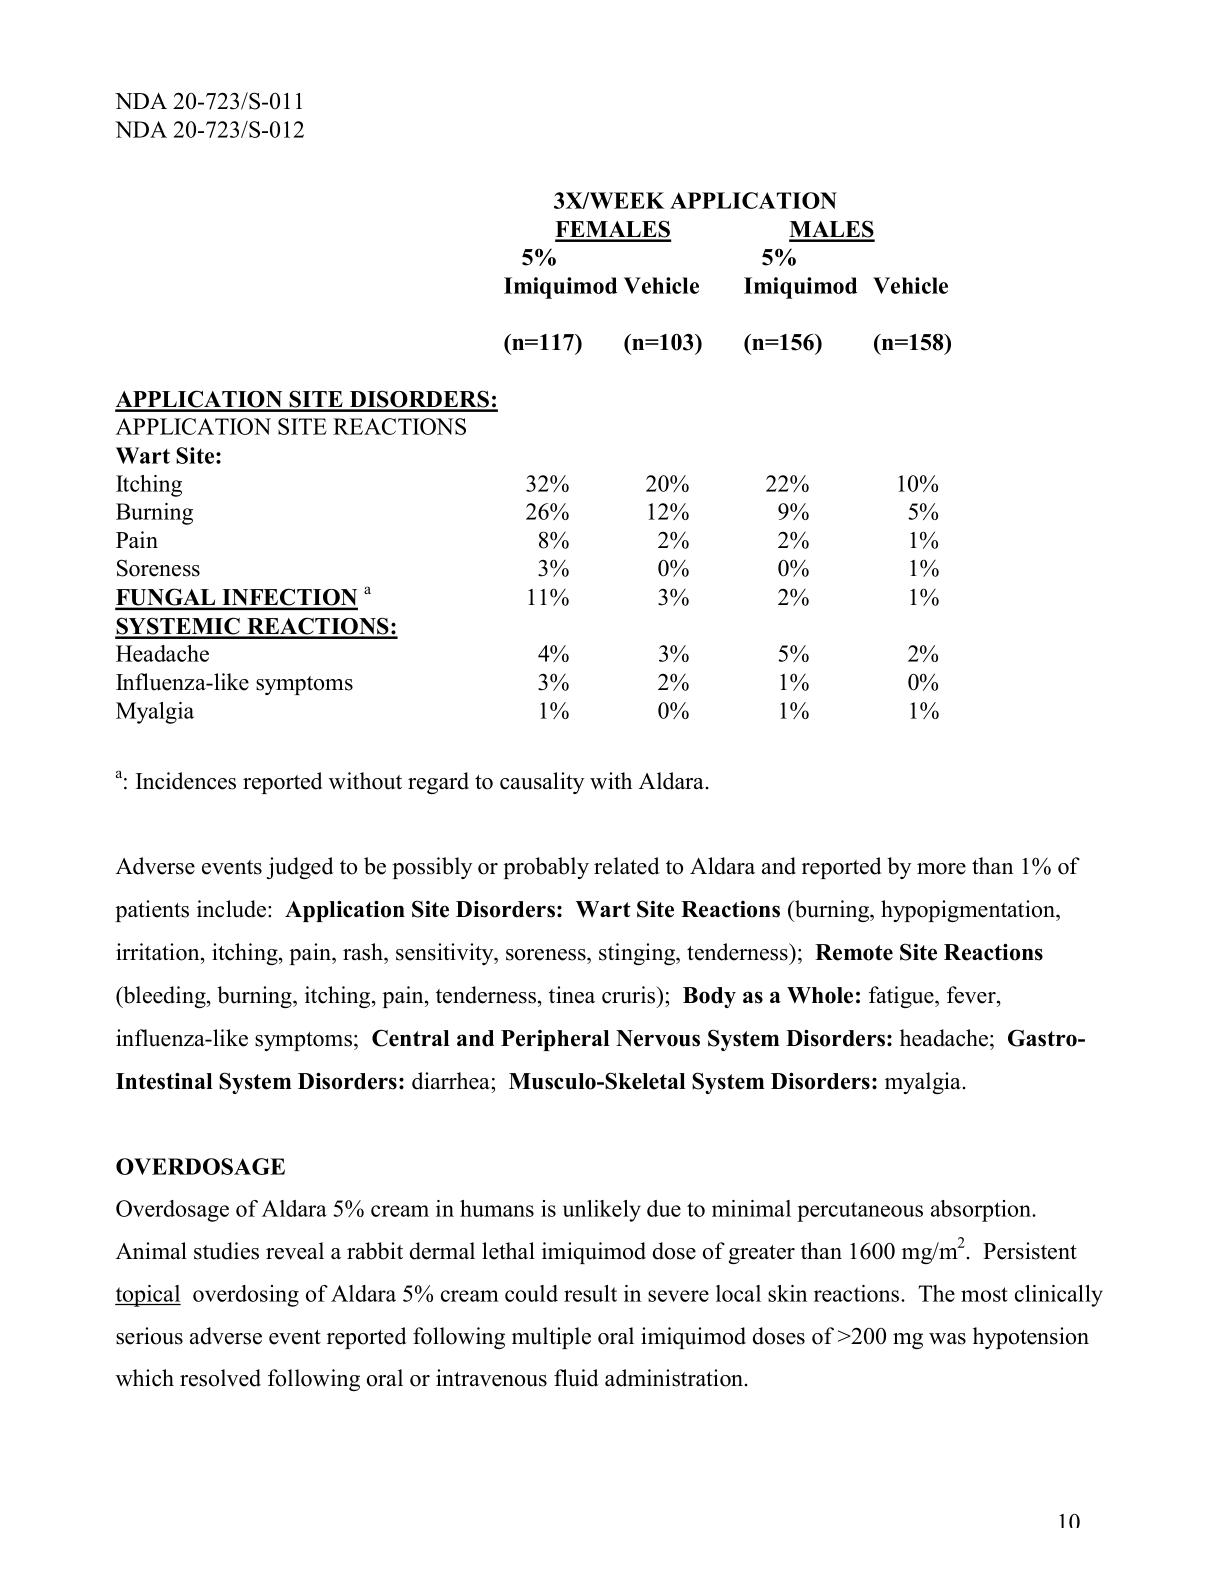 NDA 20-723/S-011
NDA 20-723/S-012
3X/WEEK APPLICATION
FEMALES MALES
5% 5%
Imiquimod Vehicle Imiquimod Vehicle
(n=117) (n=103) (n=156) (n=158)
APPLICATION SITE DISORDERS:
APPLICATION SITE REACTIONS
Wart Site:
Itching 32% 20% 22% 10%
Burning 26% 12% 9% 5%
Pain 8% 2% 2% 1%
Soreness 3% 0% 0% 1%
FUNGAL INFECTION a 11% 3% 2% 1%
SYSTEMIC REACTIONS:
Headache 4% 3% 5% 2%
Influenza-like symptoms 3% 2% 1% 0%
Myalgia 1% 0% 1% 1%
a: Incidences reported without regard to causality with Aldara.
Adverse events judged to be possibly or probably related to Aldara and reported by more than 1% of
patients include: Application Site Disorders: Wart Site Reactions (burning, hypopigmentation,
irritation, itching, pain, rash, sensitivity, soreness, stinging, tenderness); Remote Site Reactions
(bleeding, burning, itching, pain, tenderness, tinea cruris); Body as a Whole: fatigue, fever,
influenza-like symptoms; Central and Peripheral Nervous System Disorders: headache; Gastro-
Intestinal System Disorders: diarrhea; Musculo-Skeletal System Disorders: myalgia.
OVERDOSAGE
Overdosage of Aldara 5% cream in humans is unlikely due to minimal percutaneous absorption.
Animal studies reveal a rabbit dermal lethal imiquimod dose of greater than 1600 mg/m2. Persistent
topical overdosing of Aldara 5% cream could result in severe local skin reactions. The most clinically
serious adverse event reported following multiple oral imiquimod doses of >200 mg was hypotension
which resolved following oral or intravenous fluid administration.
10